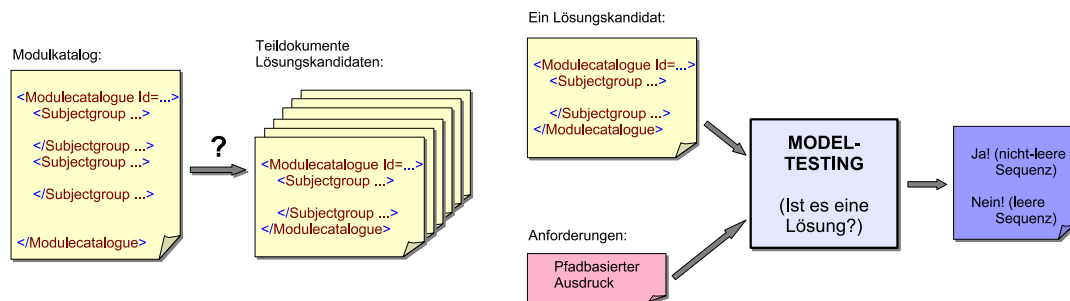 Modulkatalog:
<Modulecatalogue Id=...>
<Subjectgroup ...>
</Subjectgroup ...>
<Subjectgroup ...>
</Subjectgroup ...>
</Modulecatalogue>
?
Teildokumente
Lösungskandidaten:
<Modulecatalogue Id=...>
<Subjectgroup ...>
</Subjectgroup ...>
</Modulecatalogue>
Ein Lösungskandidat:
<Modulecatalogue Id=...>
<Subjectgroup ...>
</Subjectgroup ...>
</Modulecatalogue>
Anforderungen:
Pfadbasierter
Ausdruck
MODEL-
TESTING
(Ist es eine
Lösung?)
Ja! (nicht-leere
Sequenz)
Nein! (leere
Sequenz)